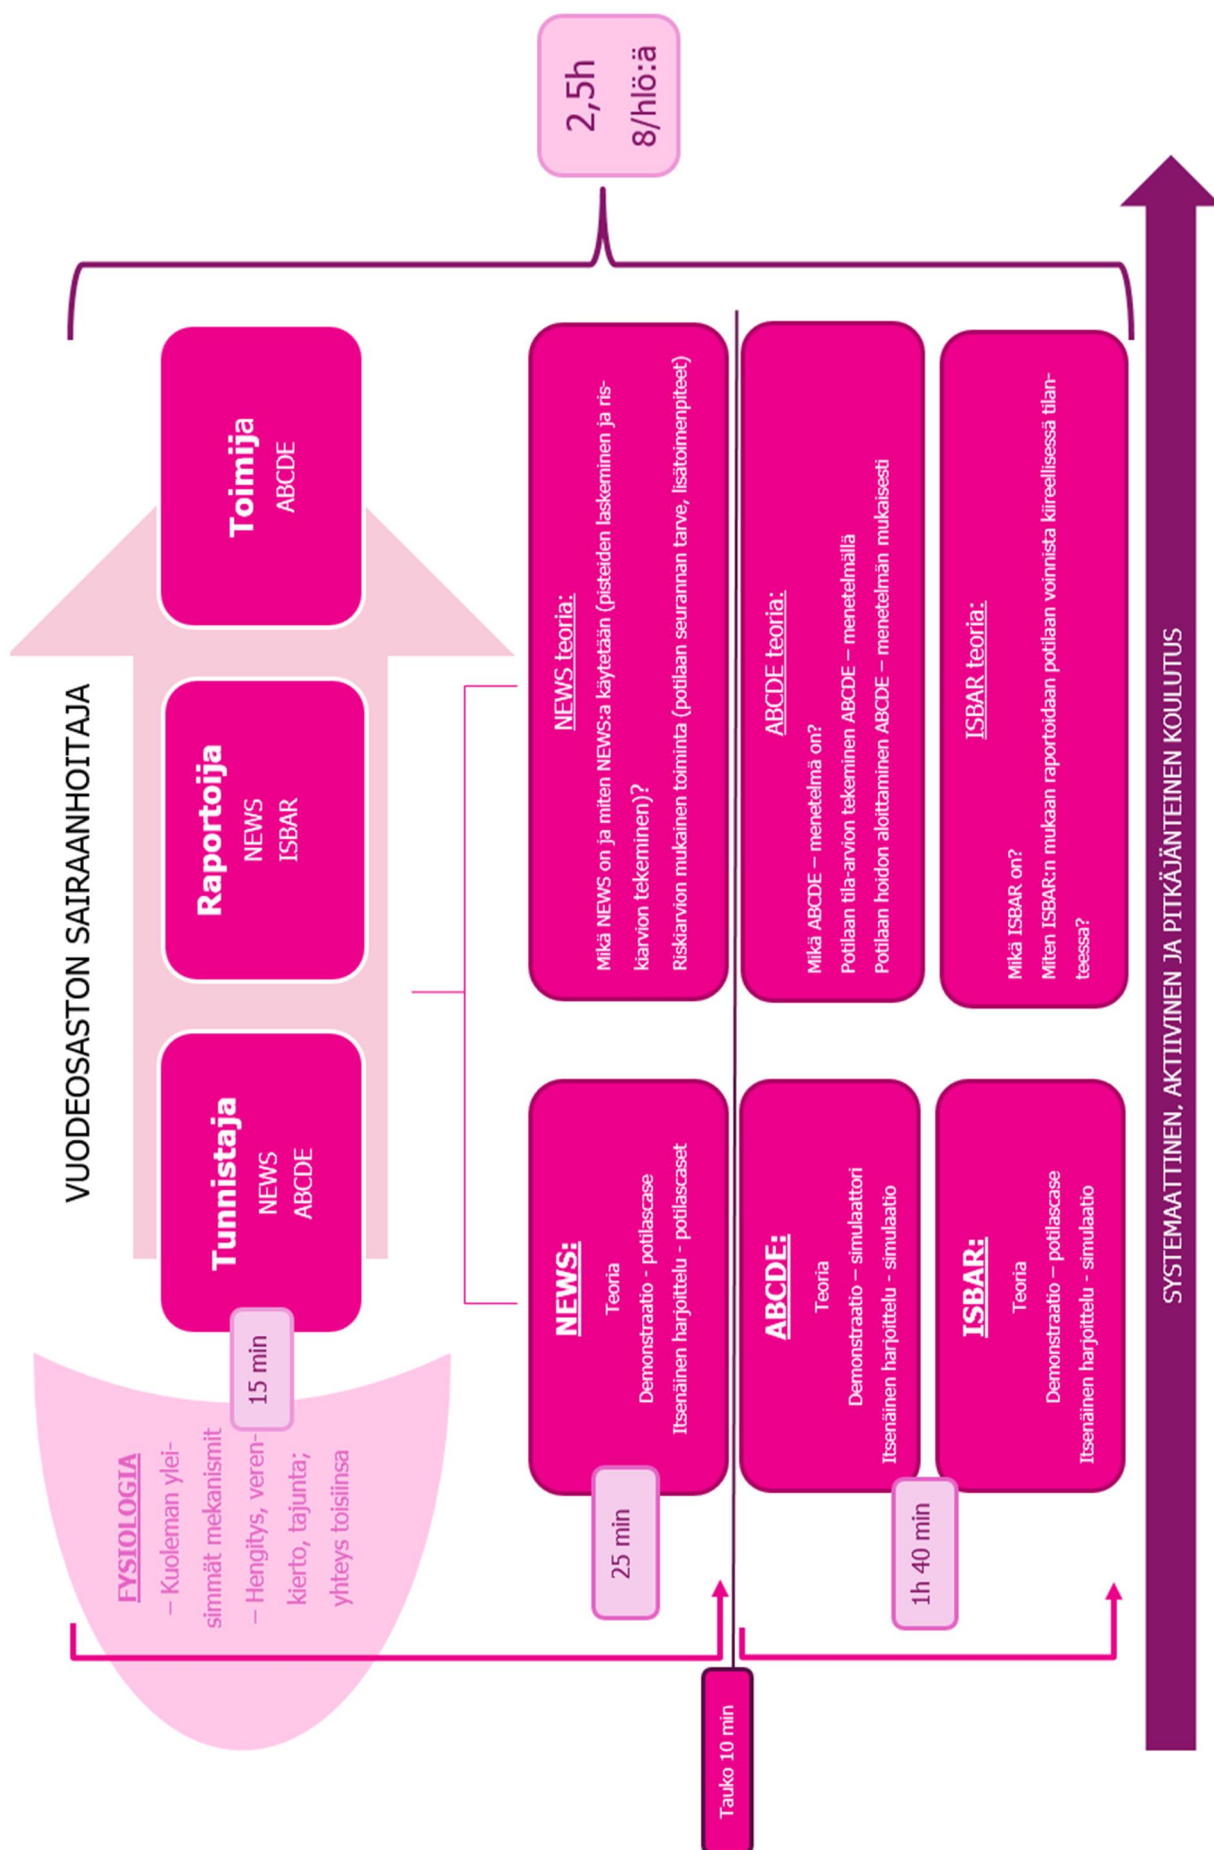 VUODEOSASTON SAIRAANHOITAJA
FYSIOLOGIA
– Kuoleman ylei-
simmät mekanismit
– Hengitys, veren-
kierto, tajunta;
yhteys toisiinsa
15 min
Tunnistaja
NEWS
ABCDE
Raportoija
NEWS
ISBAR
Toimija
ABCDE
2,5h
8/hlö:ä
25 min
NEWS:
Teoria
Demonstraatio - potilascase
Itsenäinen harjoittelu - potilascaset
NEWS teoria:
Mikä NEWS on ja miten NEWS:a käytetään (pisteiden laskeminen ja ris-
kiarvion tekeminen)?
Riskiarvion mukainen toiminta (potilaan seurannan tarve, lisätoimenpiteet)
Tauko 10 min
1h 40 min
ABCDE:
Teoria
Demonstraatio – simulaattori
Itsenäinen harjoittelu - simulaatio
ABCDE teoria:
Mikä ABCDE – menetelmä on?
Potilaan tila-arvion tekeminen ABCDE – menetelmällä
Potilaan hoidon aloittaminen ABCDE – menetelmän mukaisesti
ISBAR:
Teoria
Demonstraatio – potilascase
Itsenäinen harjoittelu - simulaatio
ISBAR teoria:
Mikä ISBAR on?
Miten ISBAR:n mukaan raportoidaan potilaan voinnista kiireellisessä tilan-
teessa?
SYSTEMAATTINEN, AKTIIVINEN JA PITKÄJÄNTEINEN KOULUTUS